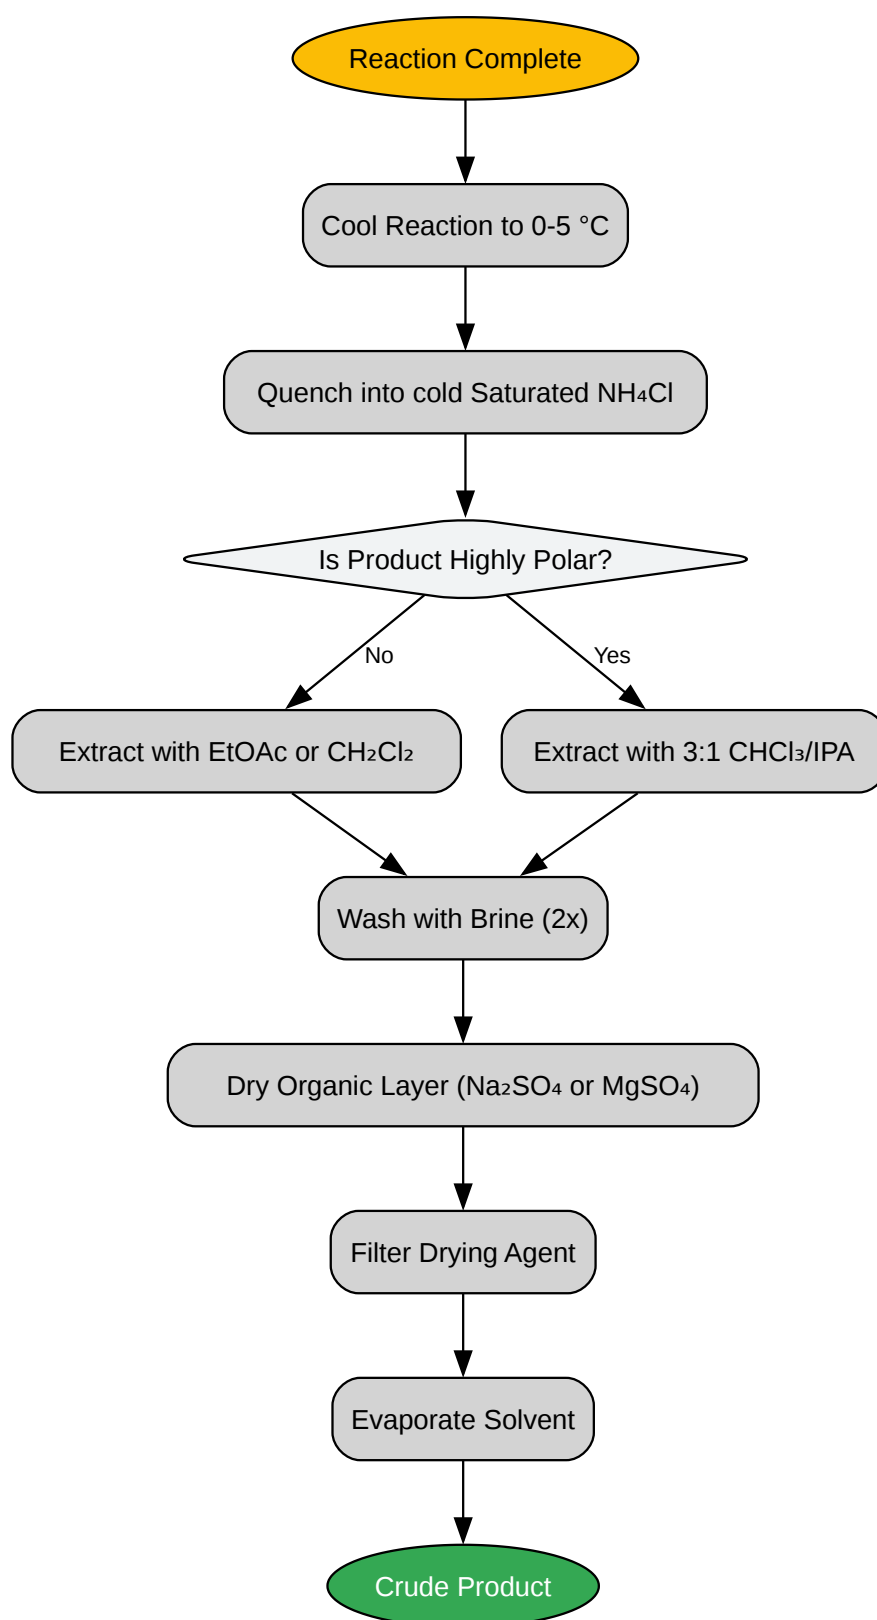 Reaction Complete
Cool Reaction to 0-5 °C
Quench into cold Saturated NH₄Cl
Is Product Highly Polar?
No
Yes
Extract with EtOAc or CH₂Cl₂
Extract with 3:1 CHCl₃/IPA
Wash with Brine (2x)
Dry Organic Layer (Na₂SO₄ or MgSO₄)
Filter Drying Agent
Evaporate Solvent
Crude Product